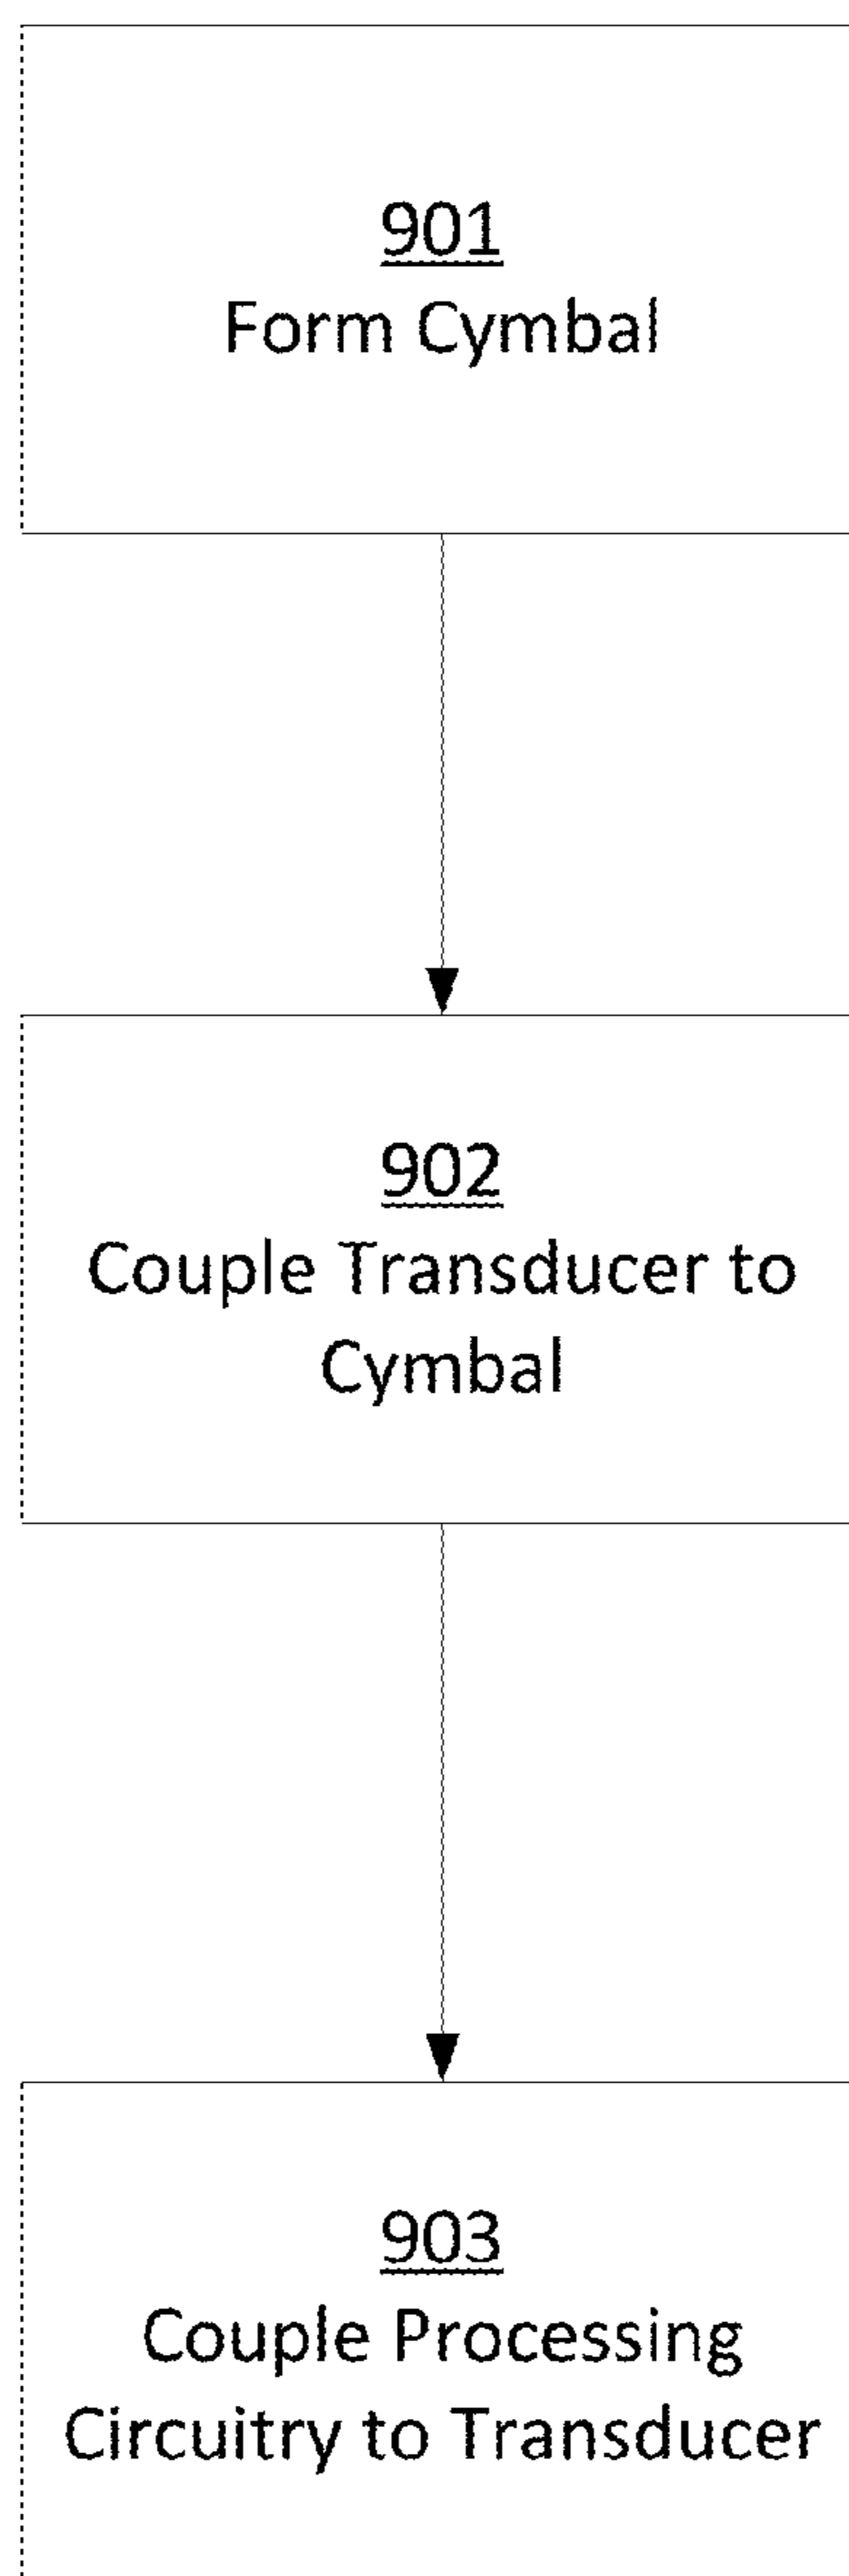 901
Form Cymbal
902
Couple Transducer to
Cymbal
903
Couple Processing
Circuitry to Transducer